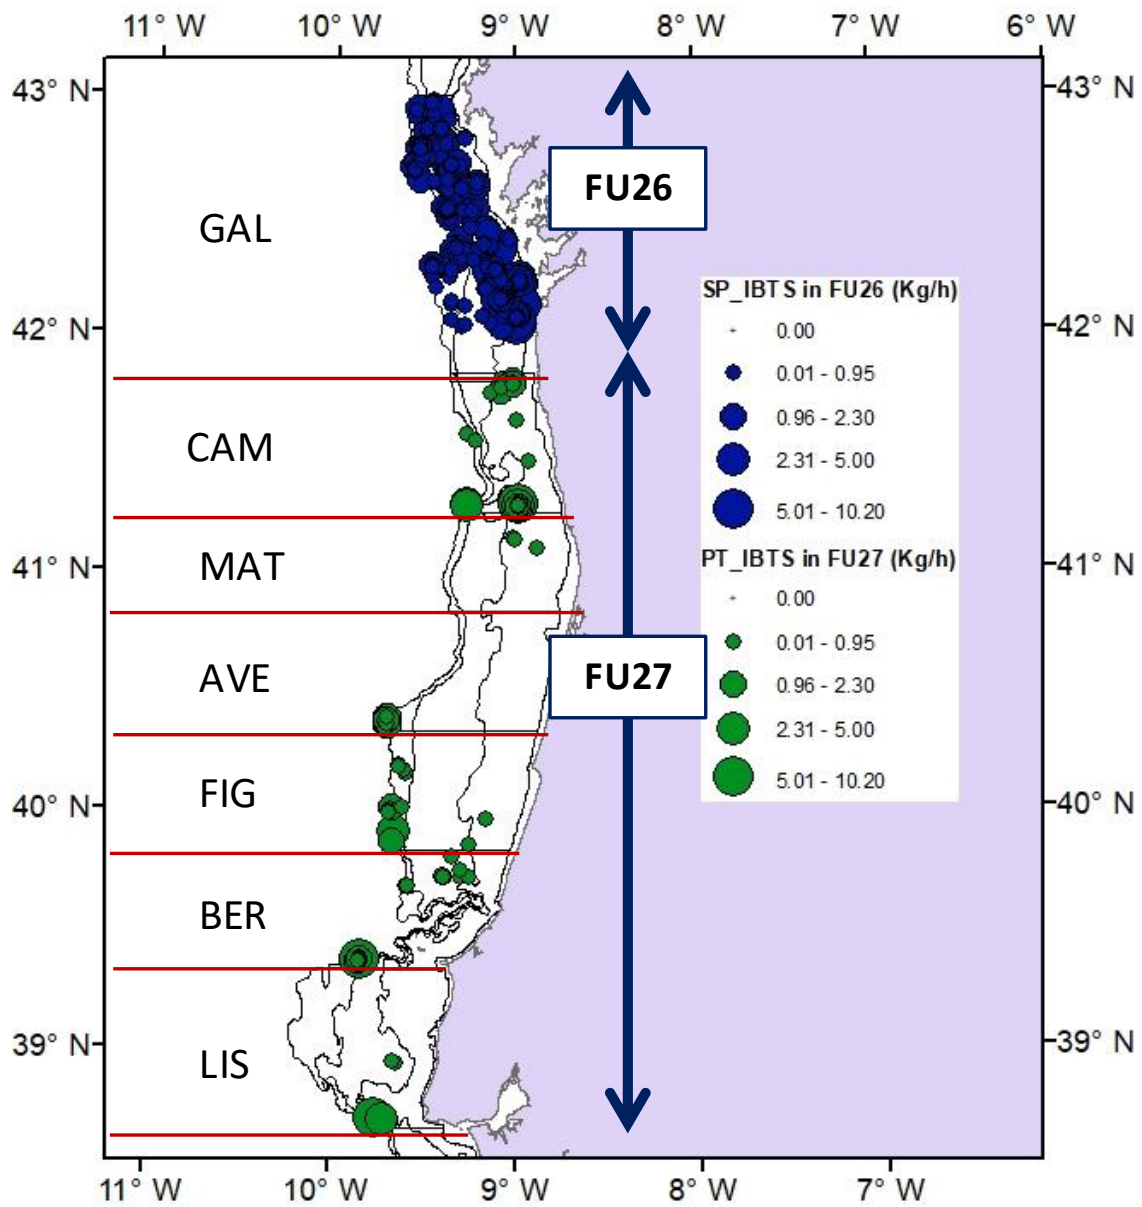 11° W 10° W 9° W 8° W 7° W 6° W
43° N 43° N
FU26
GAL
SP_IBTS in FU26 (Kg/h)
0.00
42° N 42° N
0.01 - 0.95
0.96 - 2.30
CAM
2.31 - 5.00
5.01 - 10.20
MAT
41° N 41° N
PT_IBTS in FU27 (Kg/h)
0.00
0.01 - 0.95
AVE
FU27
0.96 - 2.30
2.31 - 5.00
5.01 - 10.20
FIG
40° N 40° N
BER
39° N 39° N
LIS
11° W 10° W 9° W 8° W 7° W